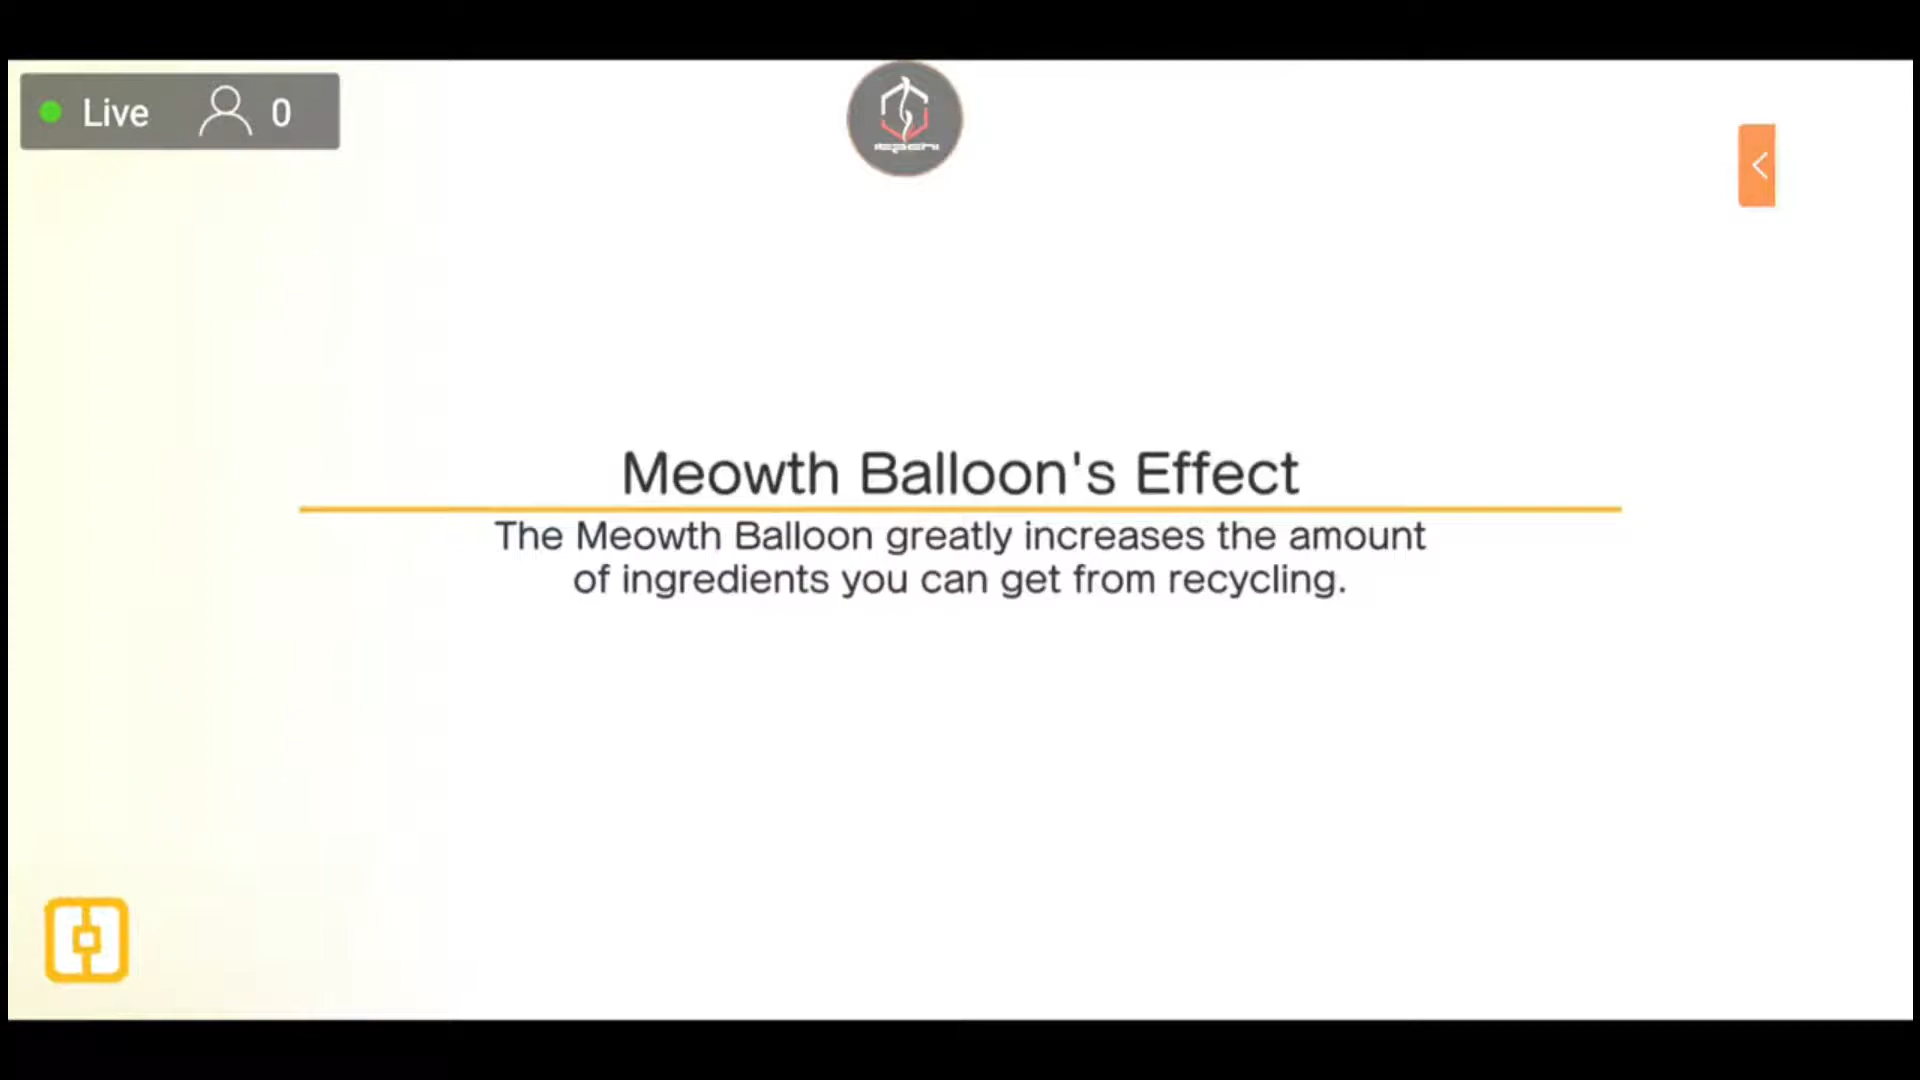 Live 0
Meowth Balloon's Effect
The Meowth Balloon greatly increases the amount
of ingredients you can get from recycling.